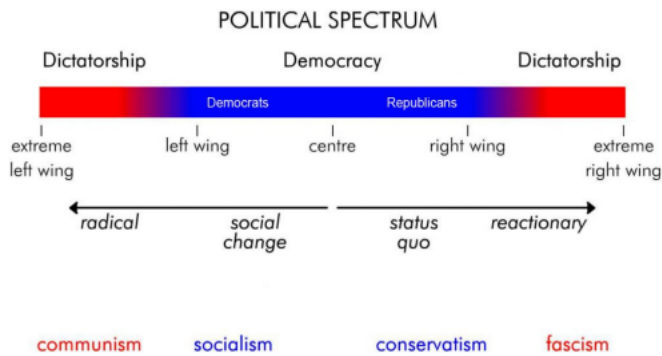 POLITICAL SPECTRUM
Dictatorship Democracy Dictatorship
Democrats Republicans
extreme left wing centre right wing extreme
left wing right wing
radical social status reactionary
change quo
communism socialism conservatism fascism